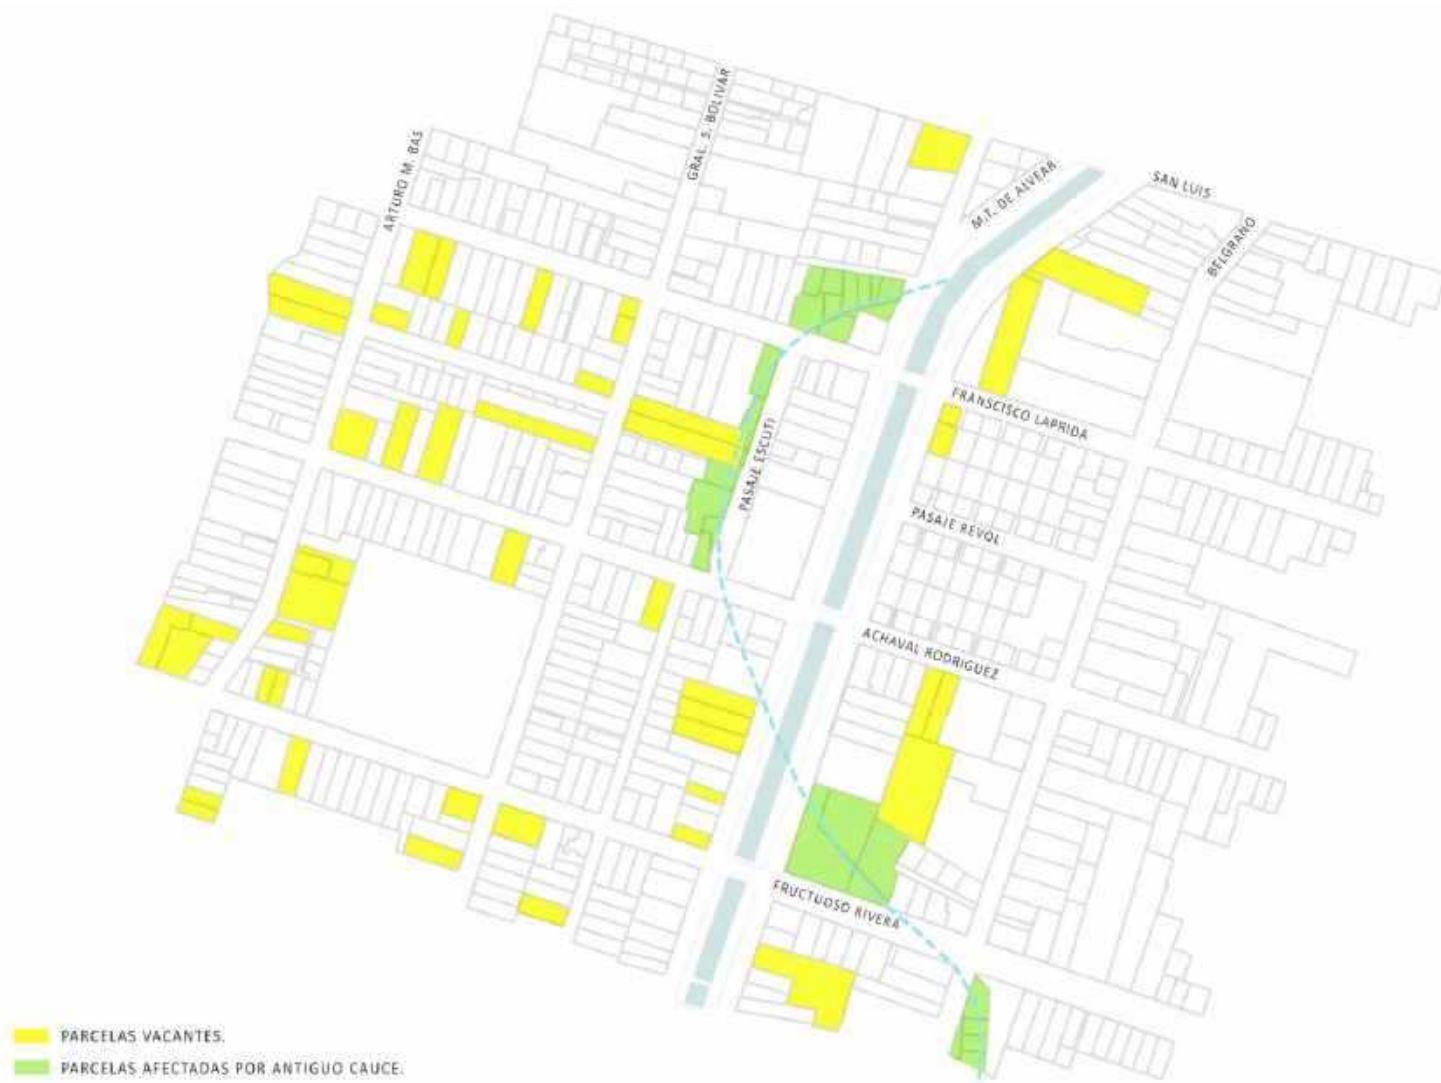 GRAL. S. BOLIVAR
ARTURO M. BAS
M.T. DE ALVEAR
SAN LUIS
BELGRANO
FRANSCISCO LAPRIDA
PASAJE ESCUTI
PASAJE REVOL
ACHAVAL RODRIGUEZ
FRUCTUOSO RIVERA
PARCELAS VACANTES.
PARCELAS AFECTADAS POR ANTIGUO CAUCE.